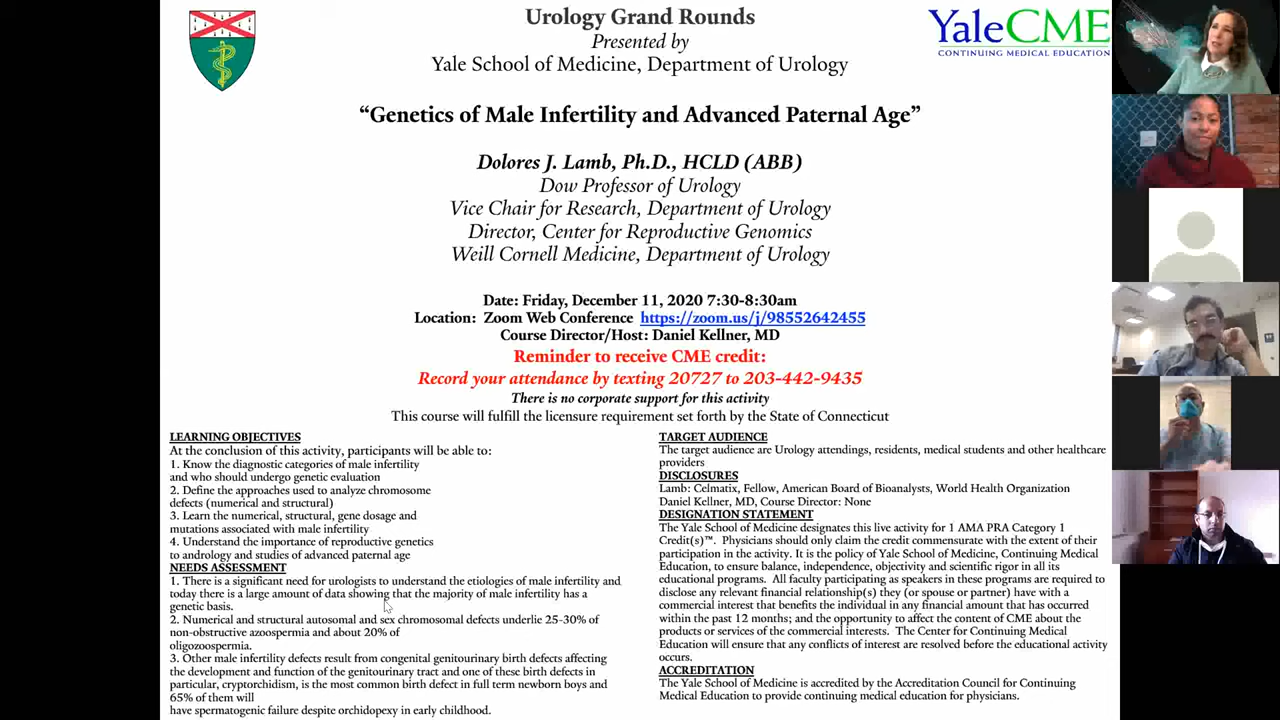 Urology Grand Rounds
Presented by
Yale School of Medicine, Department of Urology
YaleCME
CONTINUING MEDICAL EDUCATION
“Genetics of Male Infertility and Advanced Paternal Age”
Dolores J. Lamb, Ph.D., HCLD (ABB)
Dow Professor of Urology
Vice Chair for Research, Department of Urology
Director, Center for Reproductive Genomics
Weill Cornell Medicine, Department of Urology
Date: Friday, December 11, 2020 7:30-8:30am
Location: Zoom Web Conference https://zoom.us/j/98552642455
Course Director/Host: Daniel Kellner, MD
Reminder to receive CME credit:
Record your attendance by texting 20727 to 203-442-9435
There is no corporate support for this activity
This course will fulfill the licensure requirement set forth by the State of Connecticut
LEARNING OBJECTIVES
At the conclusion of this activity, participants will be able to:
1. Know the diagnostic categories of male infertility
and who should undergo genetic evaluation
2. Define the approaches used to analyze chromosome
defects (numerical and structural)
3. Learn the numerical, structural, gene dosage and
mutations associated with male infertility
4. Understand the importance of reproductive genetics
to andrology and studies of advanced paternal age
NEEDS ASSESSMENT
1. There is a significant need for urologists to understand the etiologies of male infertility and
today there is a large amount of data showing that the majority of male infertility has a
genetic basis.
2. Numerical and structural autosomal and sex chromosomal defects underlie 25-30% of
non-obstructive azoospermia and about 20% of
oligozoospermia.
3. Other male infertility defects result from congenital genitourinary birth defects affecting
the development and function of the genitourinary tract and one of these birth defects in
particular, cryptorchidism, is the most common birth defect in full term newborn boys and
65% of them will
have spermatogenic failure despite orchidopexy in early childhood.
TARGET AUDIENCE
The target audience are Urology attendings, residents, medical students and other healthcare
providers
DISCLOSURES
Lamb: Celmatix, Fellow, American Board of Bioanalysts, World Health Organization
Daniel Kellner, MD, Course Director: None
DESIGNATION STATEMENT
The Yale School of Medicine designates this live activity for 1 AMA PRA Category 1
Credit(s)™. Physicians should only claim the credit commensurate with the extent of their
participation in the activity. It is the policy of Yale School of Medicine, Continuing Medical
Education, to ensure balance, independence, objectivity and scientific rigor in all its
educational programs. All faculty participating as speakers in these programs are required to
disclose any relevant financial relationship(s) they (or spouse or partner) have with a
commercial interest that benefits the individual in any financial amount that has occurred
within the past 12 months; and the opportunity to affect the content of CME about the
products or services of the commercial interests. The Center for Continuing Medical
Education will ensure that any conflicts of interest are resolved before the educational activity
occurs.
ACCREDITATION
The Yale School of Medicine is accredited by the Accreditation Council for Continuing
Medical Education to provide continuing medical education for physicians.